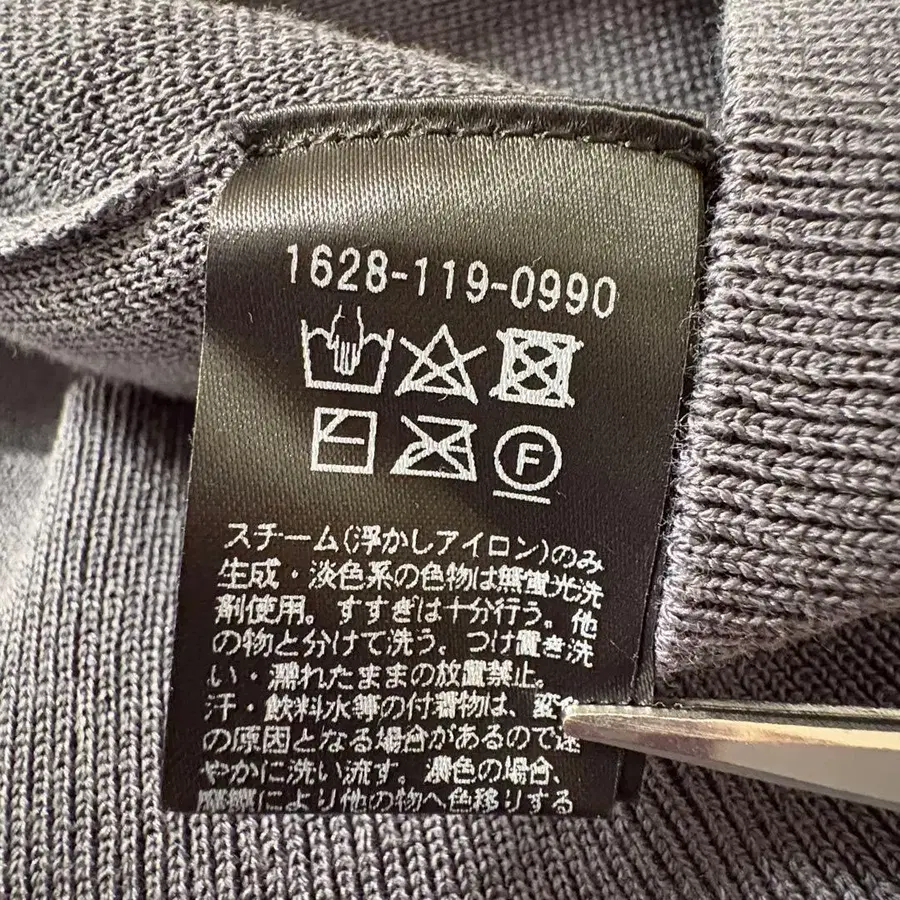 1628-119-0990
F
スチーム(浮かしアイロン)のみ
生成・淡色系の色物は無蛍光洗
剤使用。すすぎは十分行う。他
の物と分けて洗う。つけ置き洗
い・濡れたままの放置禁止。
汗・飲料水等の付着物は、変色
の原因となる場合があるので速
やかに洗い流す。濃色の場合、
摩擦により他の物へ色移りする